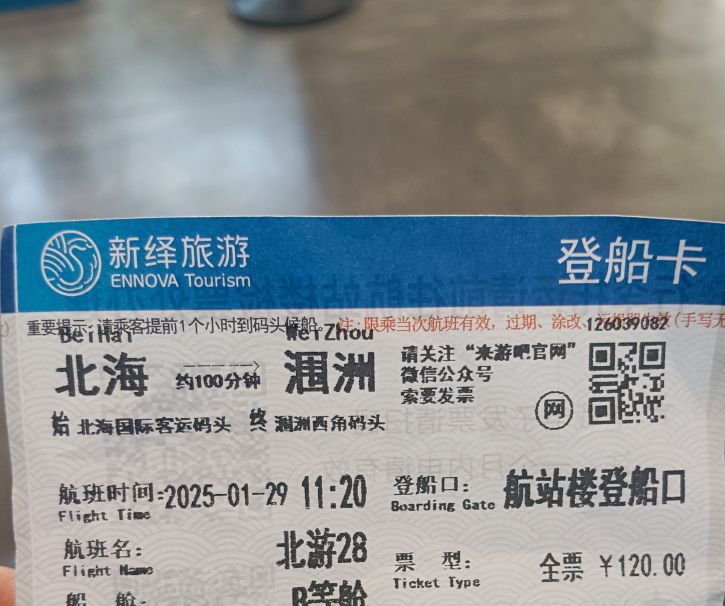 新绎旅游
ENNOVA Tourism
登船卡
重要提示:请乘客提前1个小时到码头候船。注:限乘当次航班有效，过期、涂改、
126039082
BeiHai
WeiZhou
北海
约100分钟
涠洲
请关注“来游吧官网”
微信公众号
索要发票
网
始 北海国际客运码头 终 涠洲西角码头
航班时间:2025-01-29 11:20
Flight Time
登船口:
Boarding Gate
航站楼登船口
航班名:
Flight Name
北游28
票 型:
Ticket Type
全票 ￥120.00
船 舱:
B等舱